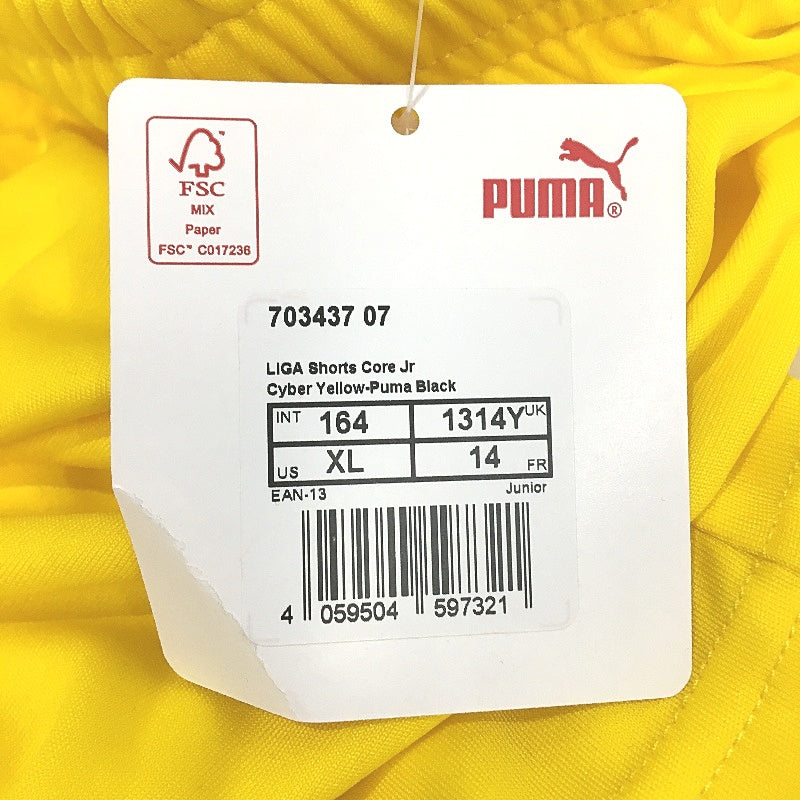 FSC
MIX
Paper
FSC™ C017236
PUMA®
703437 07
LIGA Shorts Core Jr
Cyber Yellow-Puma Black
INT 164 1314Y UK
US XL 14 FR
EAN-13 Junior
4 059504 597321